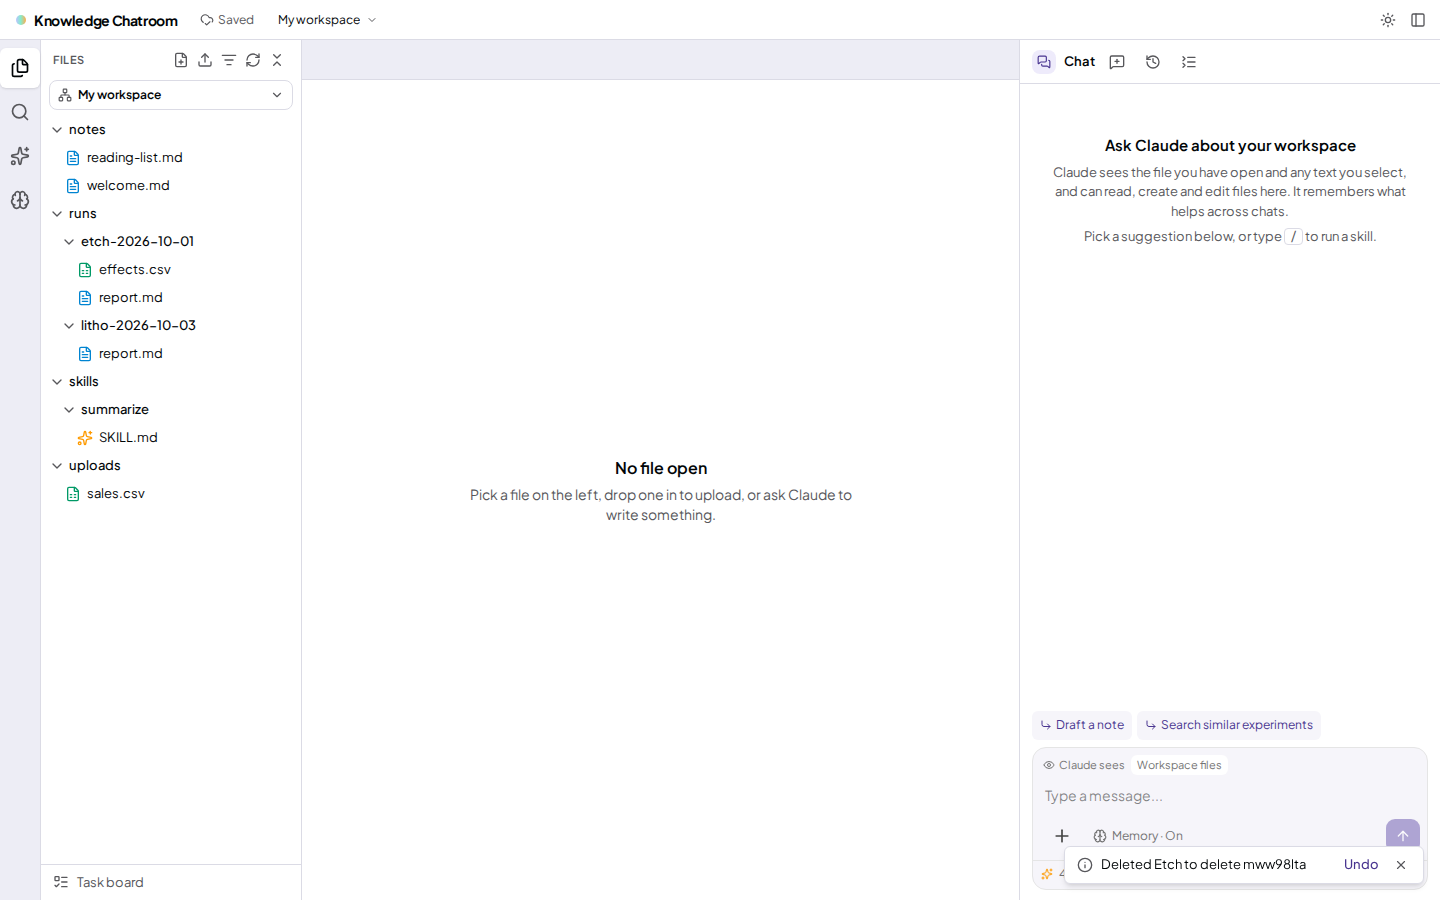 Knowledge Chatroom
Saved
My workspace
FILES
My workspace
notes
reading-list.md
welcome.md
runs
etch-2026-10-01
effects.csv
report.md
litho-2026-10-03
report.md
skills
summarize
SKILL.md
uploads
sales.csv
Task board
No file open
Pick a file on the left, drop one in to upload, or ask Claude to
write something.
Chat
Ask Claude about your workspace
Claude sees the file you have open and any text you select,
and can read, create and edit files here. It remembers what
helps across chats.
Pick a suggestion below, or type / to run a skill.
Draft a note
Search similar experiments
Claude sees Workspace files
Type a message...
Memory · On
Deleted Etch to delete mww98lta
Undo